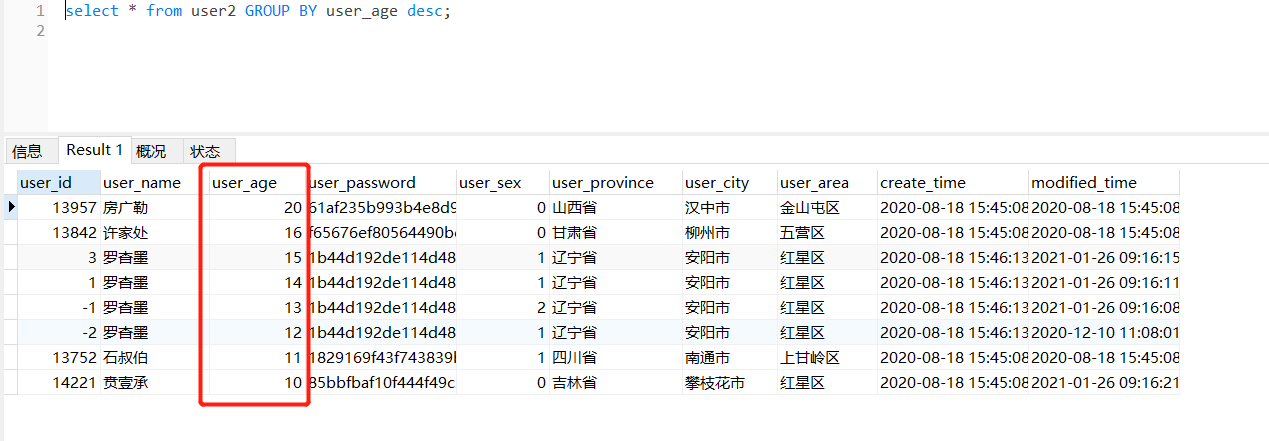 1 select * from user2 GROUP BY user_age desc;
2
信息 Result 1 概况 状态
user_id user_name user_age user_password user_sex user_province user_city user_area create_time modified_time
13957 房广勒 20 61af235b993b4e8d9 0 山西省 汉中市 金山屯区 2020-08-18 15:45:08 2020-08-18 15:45:08
13842 许家处 16 f65676ef80564490b 0 甘肃省 柳州市 五营区 2020-08-18 15:45:08 2020-08-18 15:45:08
3 罗杳墨 15 1b44d192de114d48 1 辽宁省 安阳市 红星区 2020-08-18 15:46:13 2021-01-26 09:16:15
1 罗杳墨 14 1b44d192de114d48 1 辽宁省 安阳市 红星区 2020-08-18 15:46:13 2021-01-26 09:16:11
-1 罗杳墨 13 1b44d192de114d48 2 辽宁省 安阳市 红星区 2020-08-18 15:46:13 2021-01-26 09:16:08
-2 罗杳墨 12 1b44d192de114d48 1 辽宁省 安阳市 红星区 2020-08-18 15:46:13 2020-12-10 11:08:01
13752 石叔伯 11 1829169f43f743839 1 四川省 南通市 上甘岭区 2020-08-18 15:45:08 2020-08-18 15:45:08
14221 贲壹承 10 85bbfbaf10f444f49c 0 吉林省 攀枝花市 红星区 2020-08-18 15:45:08 2021-01-26 09:16:21